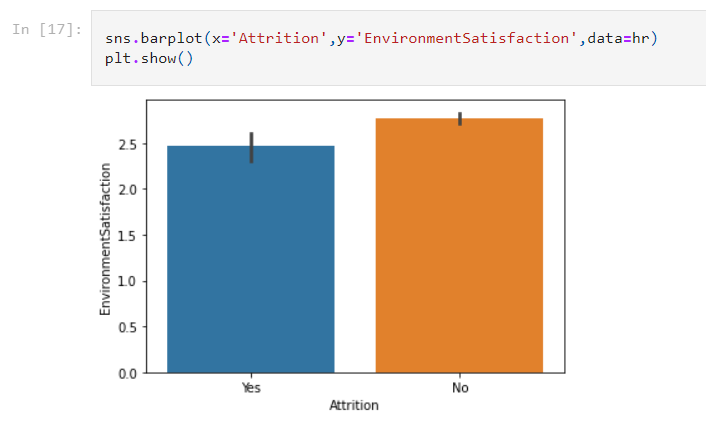 In [17]:
sns.barplot(x='Attrition',y='EnvironmentSatisfaction',data=hr)
plt.show()
2.5
2.0
1.5
1.0
0.5
0.0
EnvironmentSatisfaction
Yes
No
Attrition